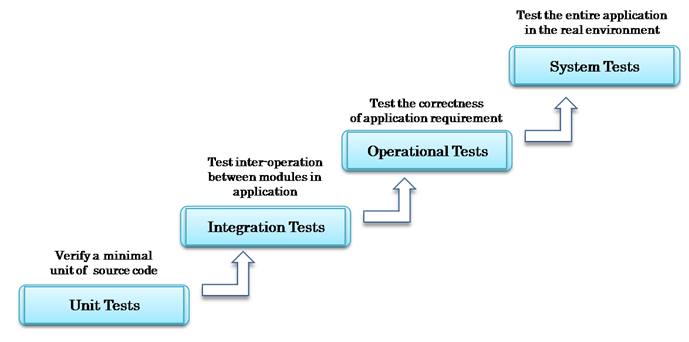 Test the entire application
in the real environment
System Tests
Test the correctness
of application requirement
Operational Tests
Test inter-operation
between modules in
application
Integration Tests
Verify a minimal
unit of source code
Unit Tests